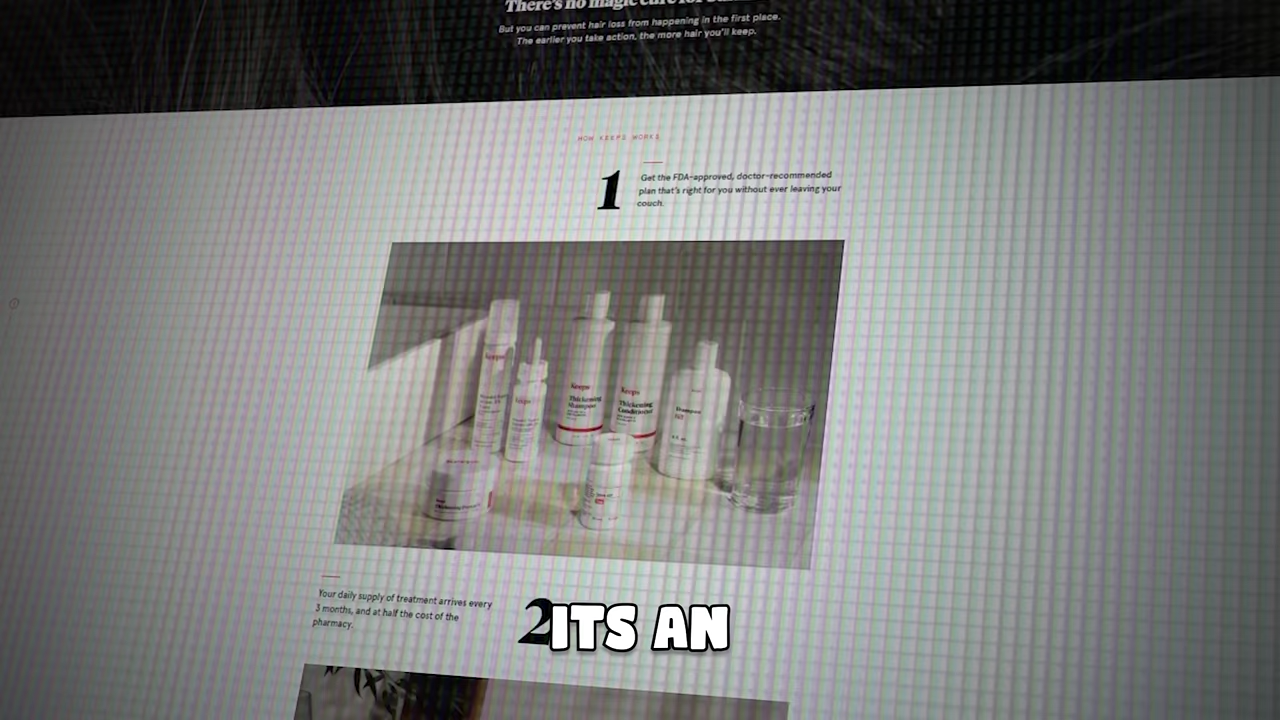 There's no magic cure for
But you can prevent hair loss from happening in the first place.
The earlier you take action, the more hair you'll keep.
HOW KEEPS WORKS
1
Get the FDA-approved, doctor-recommended
plan that's right for you without ever leaving your
couch.
Keeps
Keeps
Keeps
Thickening
Shampoo
Keeps
Thickening
Conditioner
Shampoo
Your daily supply of treatment arrives every
3 months, and at half the cost of the
pharmacy.
2
ITS AN